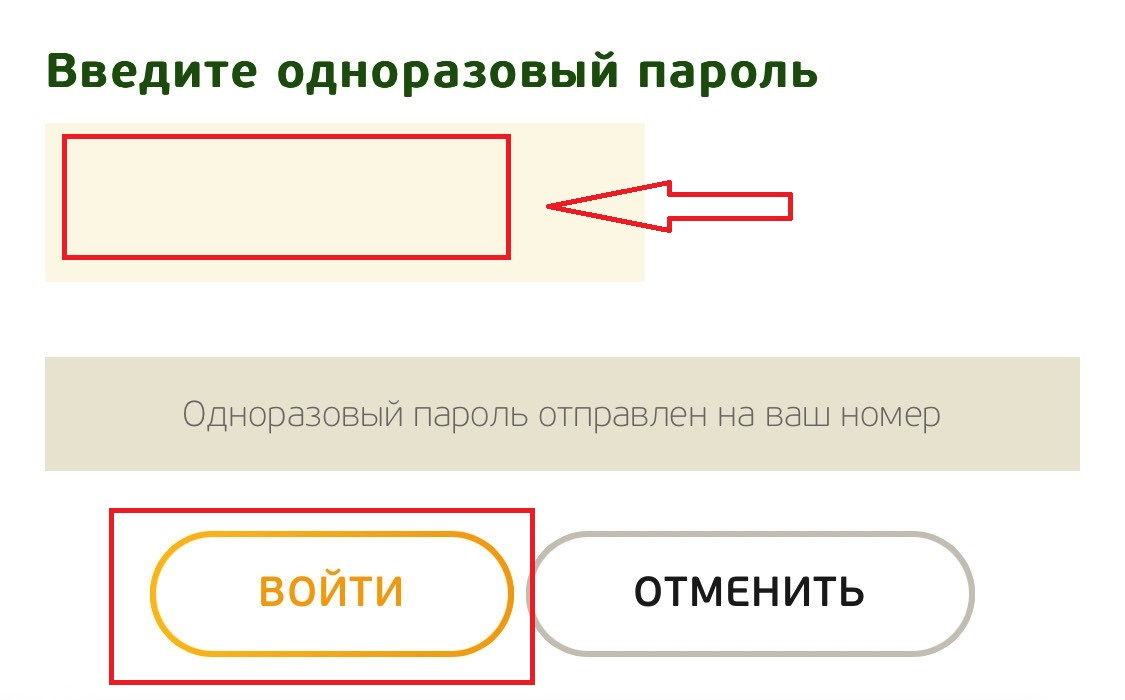 Введите одноразовый пароль
Одноразовый пароль отправлен на ваш номер
ВОЙТИ ОТМЕНИТЬ